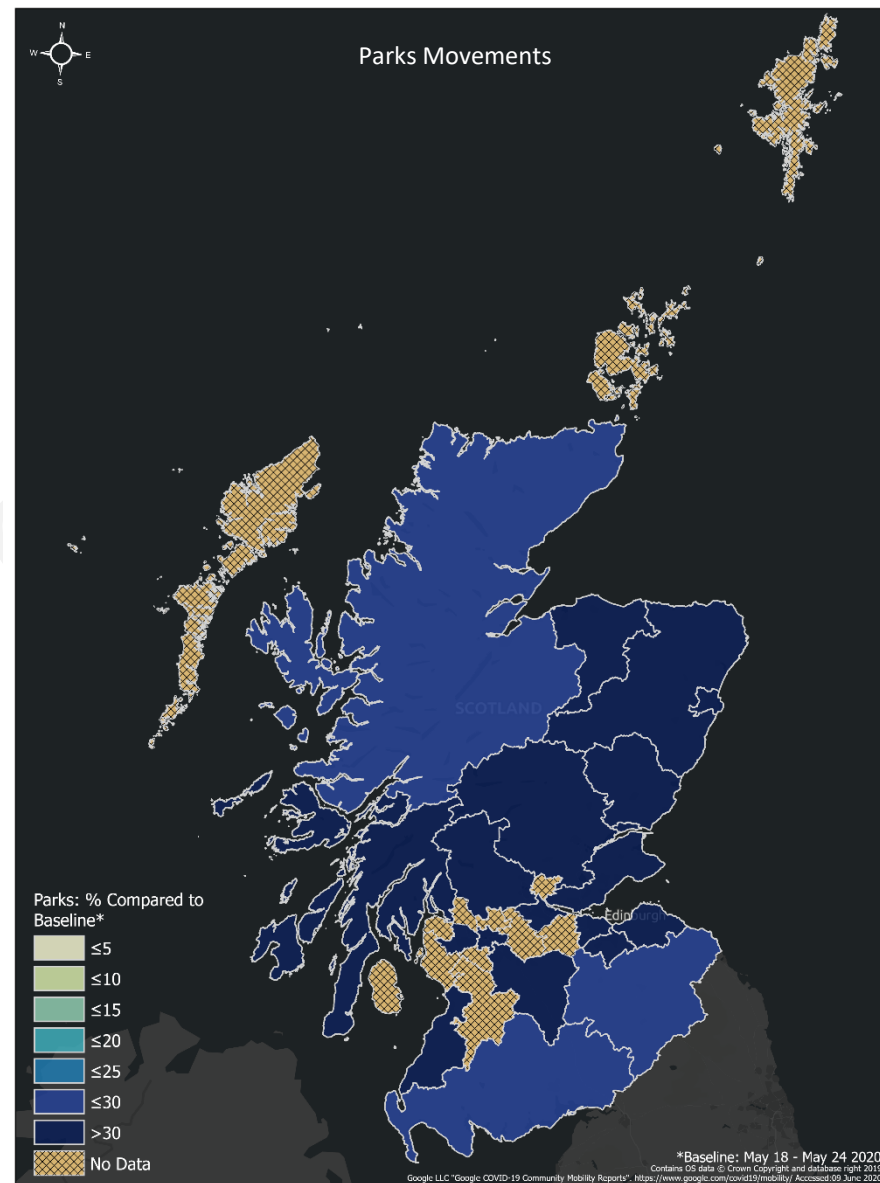 N
W E
S
Parks Movements
SCOTLAND
Edinburgh
Parks: % Compared to
Baseline*
≤5
≤10
≤15
≤20
≤25
≤30
>30
No Data
*Baseline: May 18 - May 24 2020
Contains OS data © Crown Copyright and database right 2019
Google LLC "Google COVID-19 Community Mobility Reports". https://www.google.com/covid19/mobility/ Accessed:09 June 2020